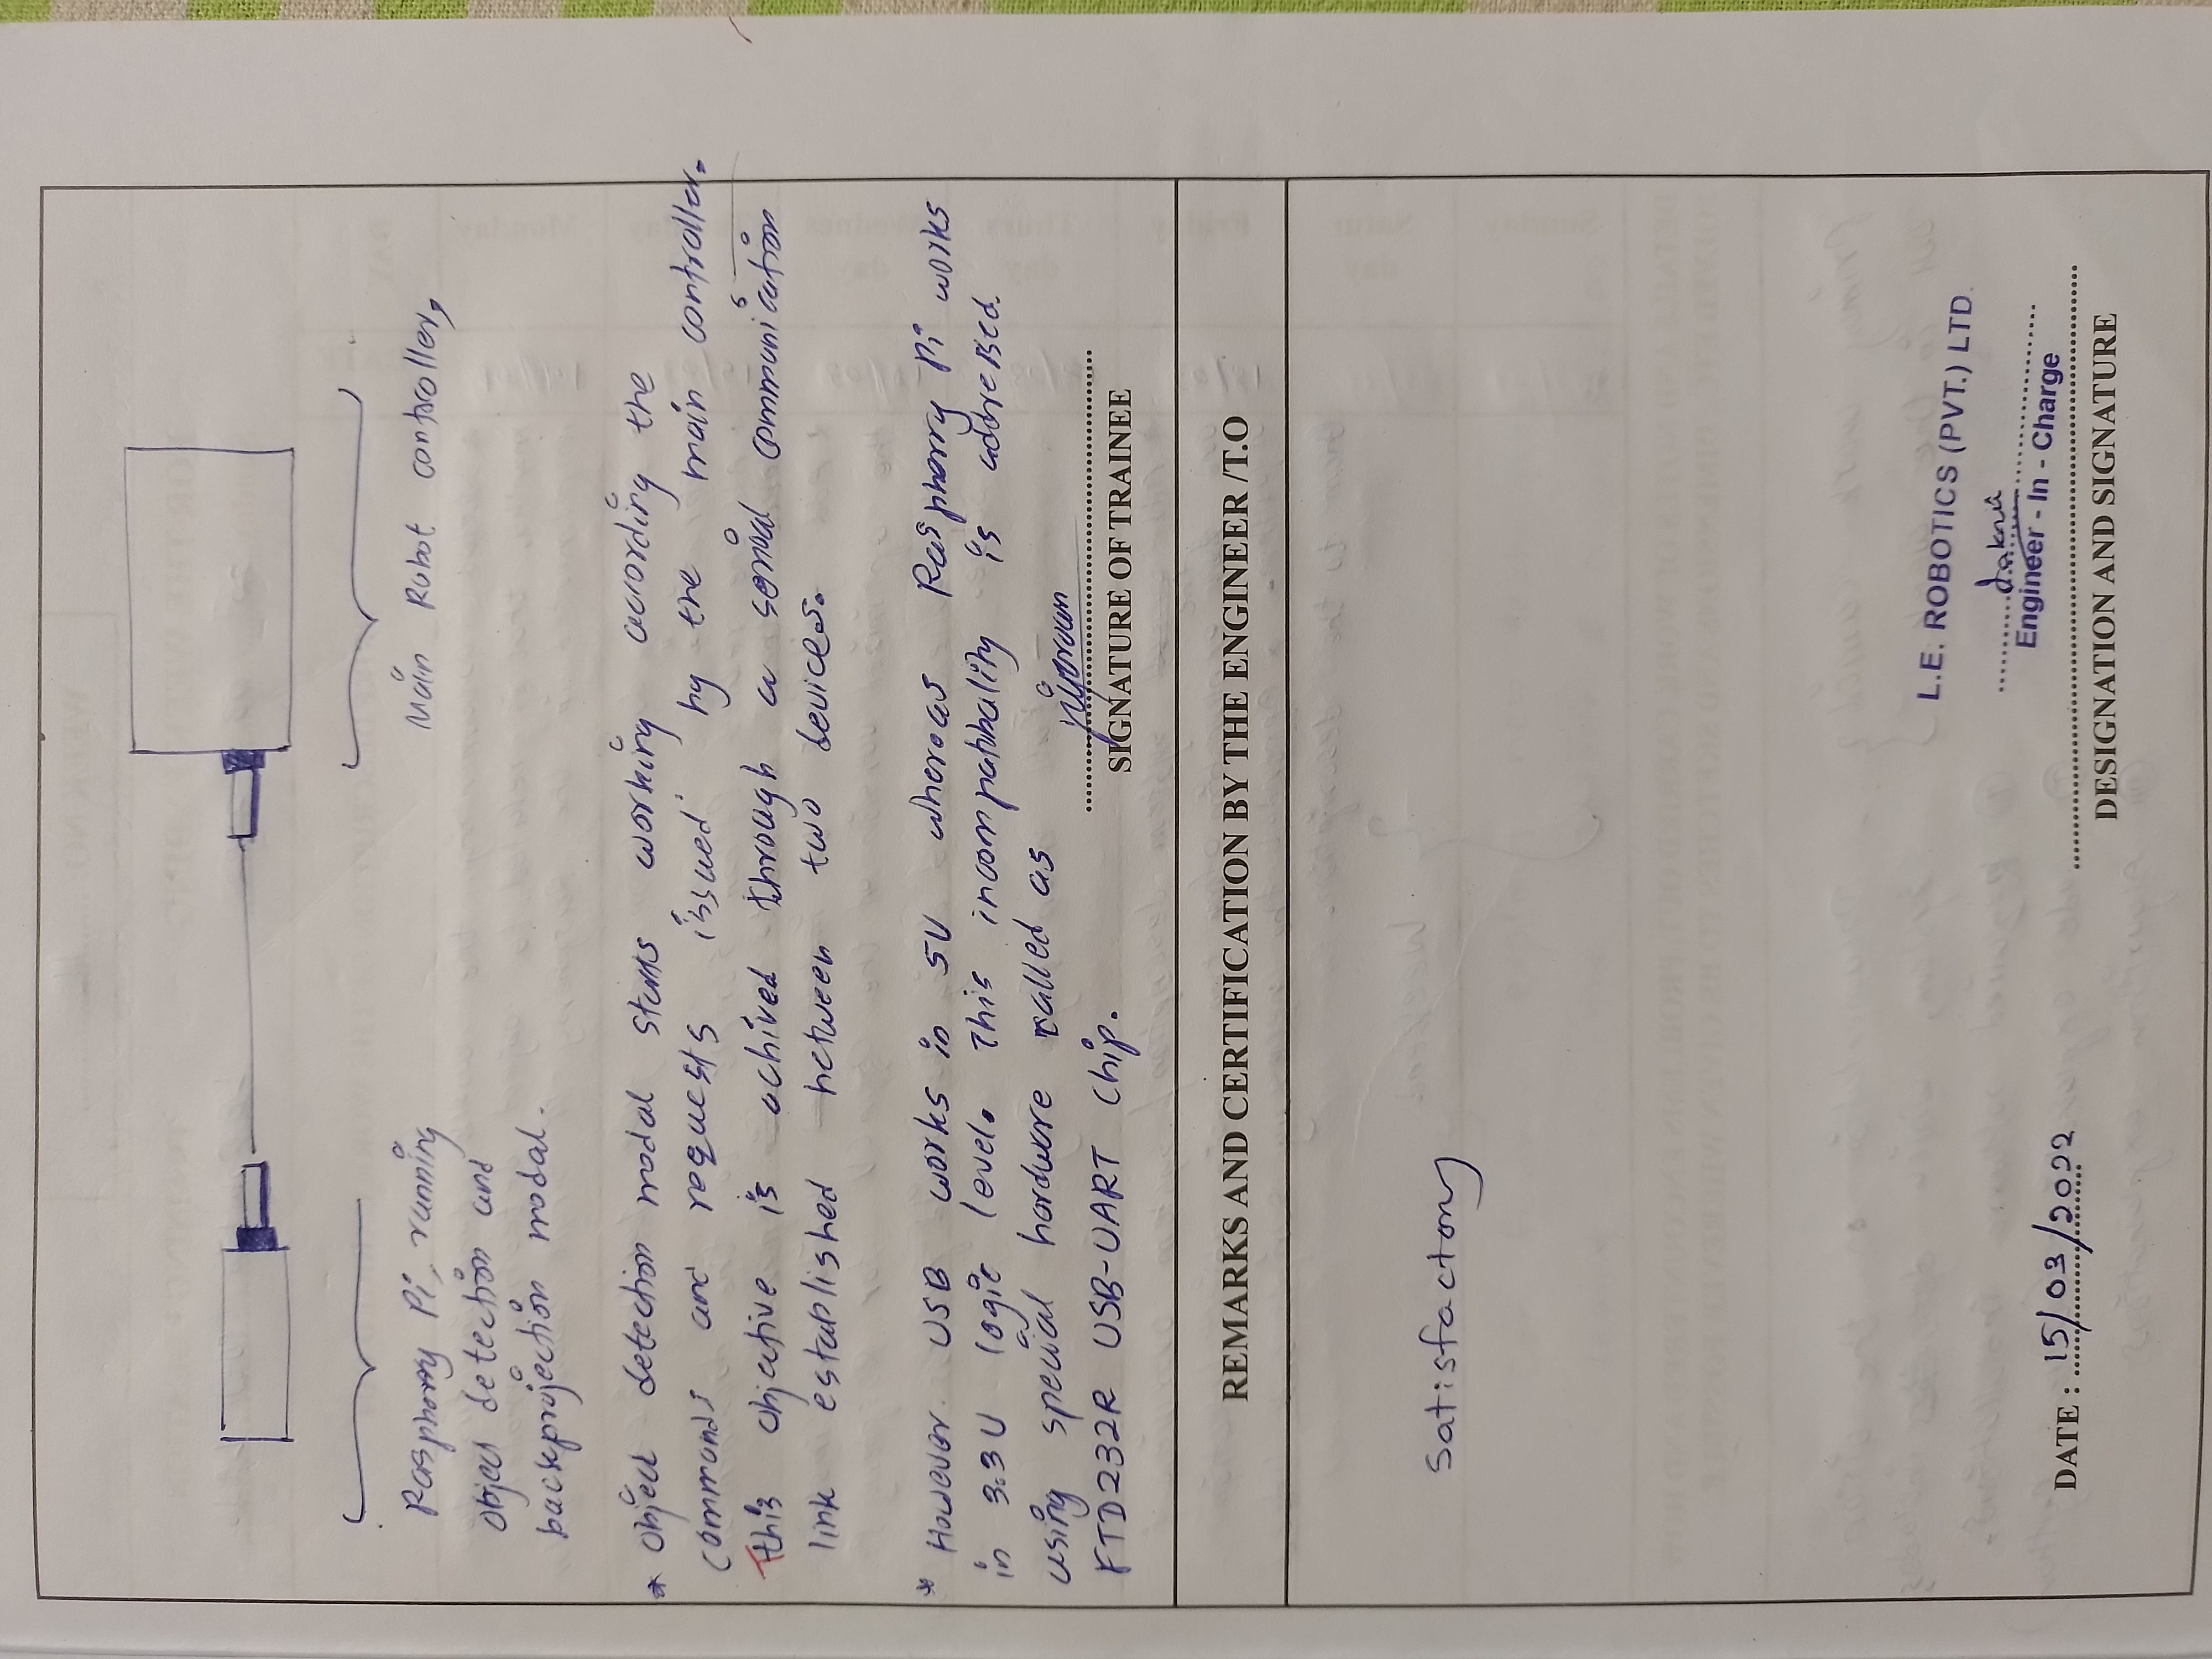 Raspberry Pi, running
object detection and
backprojection modal.
Main Robot controller,
* Object detection modal starts working according the
commands and requests issued by the main controller.
this objective is achived through a serial communication
link established between two devices.
* However USB works in 5V whereas Raspberry Pi works
in 3.3V logic level. This incompatibality is addressed.
using special hardware called as
FTD232R USB-UART chip.
SIGNATURE OF TRAINEE
REMARKS AND CERTIFICATION BY THE ENGINEER /T.O
Satisfactory
L.E. ROBOTICS (PVT.) LTD.
Engineer - In - Charge
DATE : 15/03/2022
DESIGNATION AND SIGNATURE